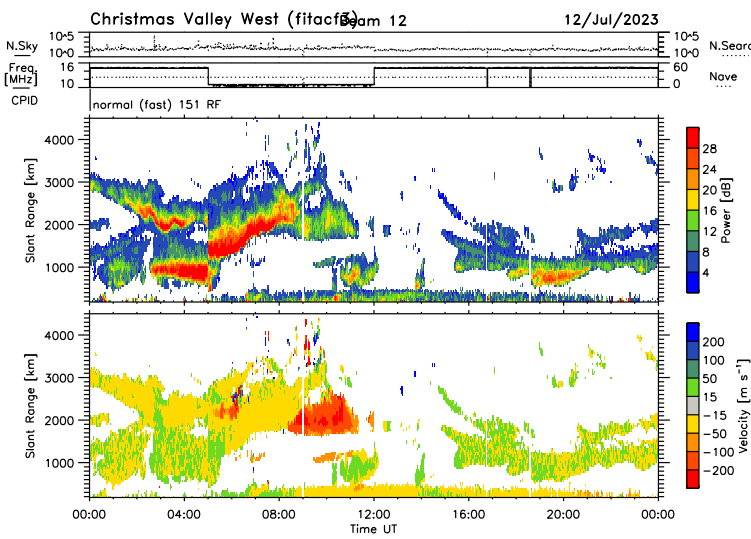 Christmas Valley West (fitacf3) Beam 12 12/Jul/2023
N.Sky 10^5 10^0 10^5 10^0 N.Searc
Freq. [MHz] 16 10 60 0 Nave
CPID normal (fast) 151 RF
Slant Range [km] 4000 3000 2000 1000
Power [dB] 28 24 20 16 12 8 4
Slant Range [km] 4000 3000 2000 1000
Velocity [m s⁻¹] 200 100 50 15 −15 −50 −100 −200
00:00 04:00 08:00 12:00 16:00 20:00 00:00
Time UT